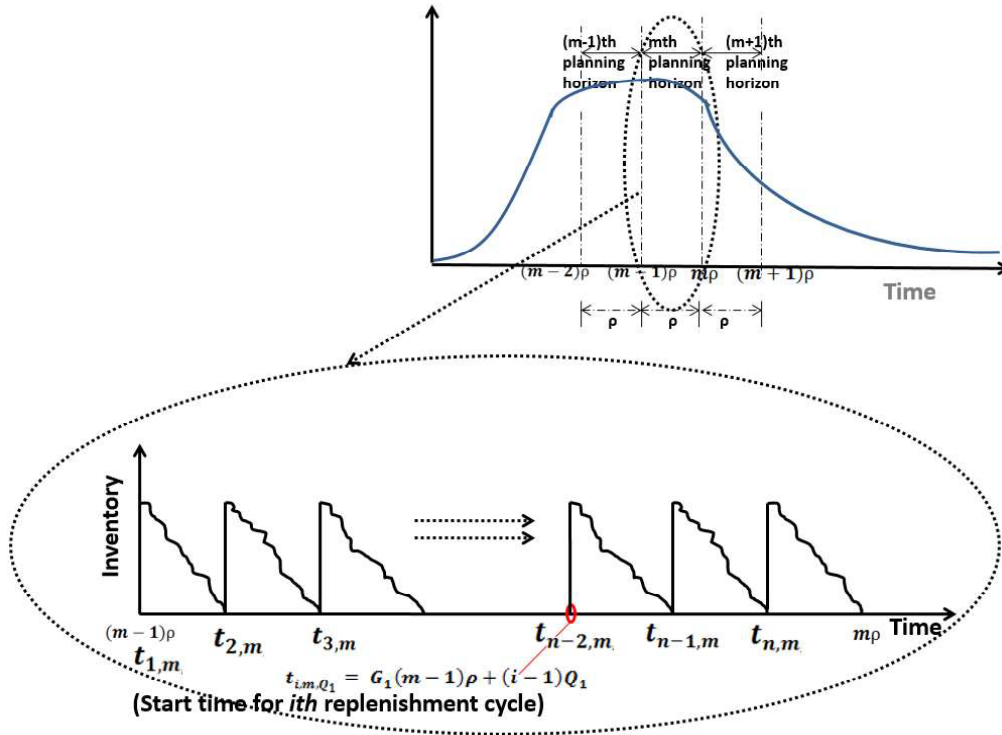 (m-1)th mth (m+1)th
planning planning planning
horizon horizon horizon
(m − 2)ρ (m − 1)ρ mρ (m + 1)ρ
Time
ρ ρ ρ
Inventory
(m − 1)ρ t₂,ₘ t₃,ₘ tₙ₋₂,ₘ tₙ₋₁,ₘ tₙ,ₘ mρ Time
t₁,ₘ
t_{i,m,Q₁} = G₁(m − 1)ρ + (i − 1)Q₁
(Start time for ith replenishment cycle)